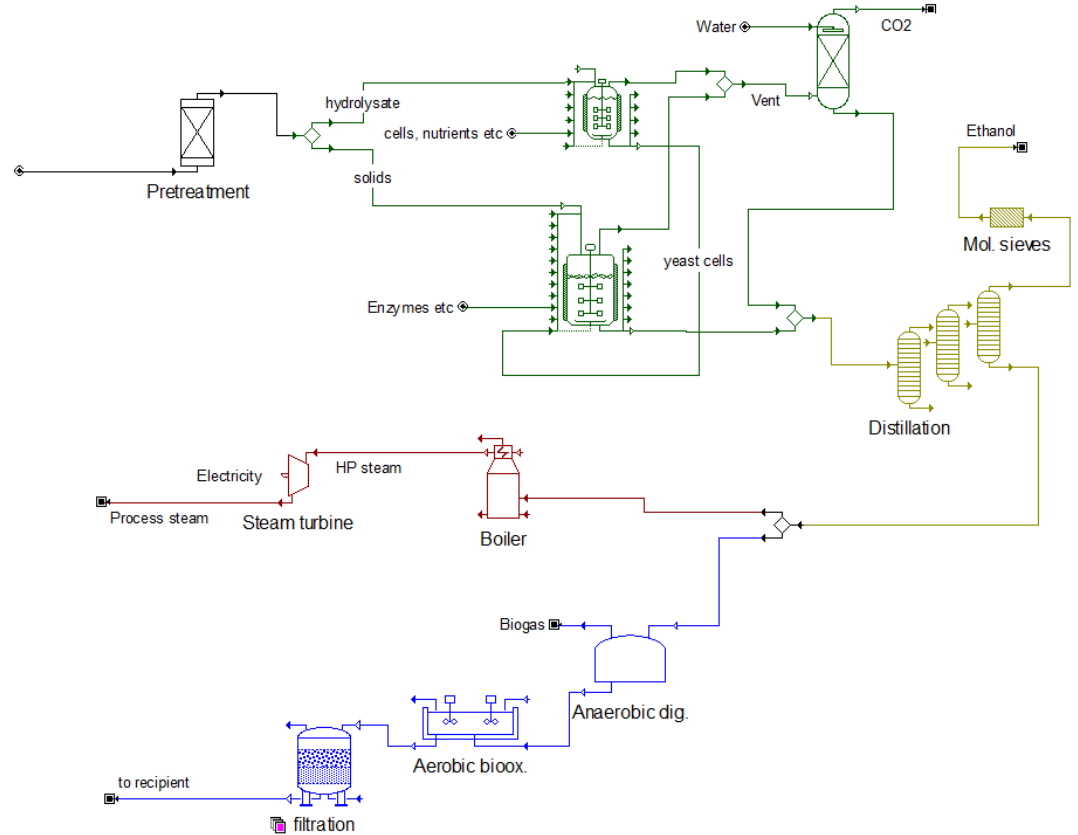 Water
CO2
hydrolysate
Vent
cells, nutrients etc
Ethanol
solids
Pretreatment
Mol. sieves
yeast cells
Enzymes etc
Distillation
Electricity
HP steam
Process steam
Steam turbine
Boiler
Biogas
Anaerobic dig.
Aerobic bioox.
to recipient
filtration